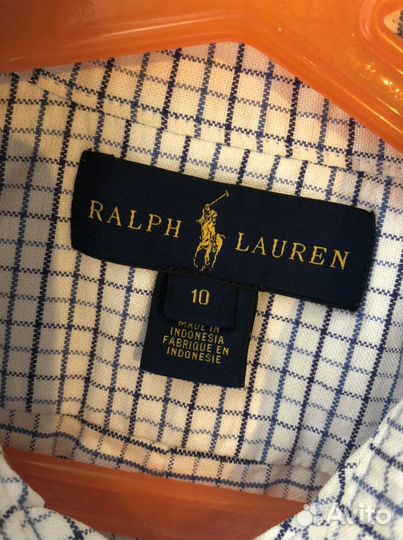 RALPH LAUREN
10
MADE IN
INDONESIA
FABRIQUE EN
INDONESIE
Avito